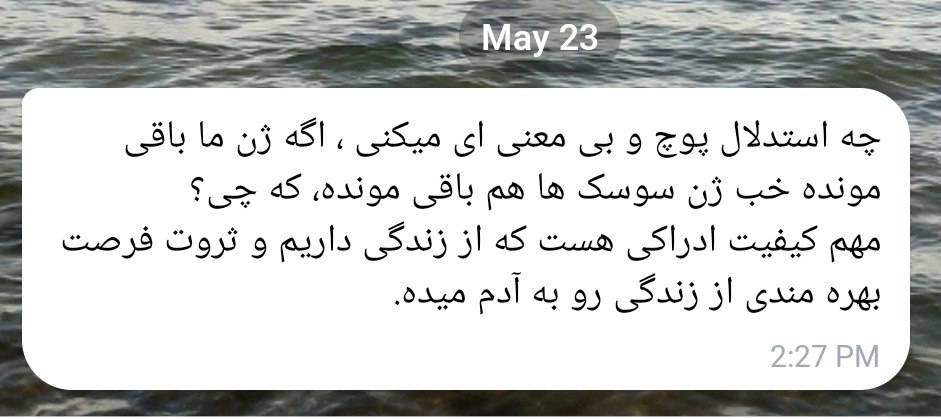 May 23
چه استدلال پوچ و بی معنی ای میکنی ، اگه ژن ما باقی
مونده خب ژن سوسک ها هم باقی مونده، که چی؟
مهم کیفیت ادراکی هست که از زندگی داریم و ثروت فرصت
بهره مندی از زندگی رو به آدم میده.
2:27 PM